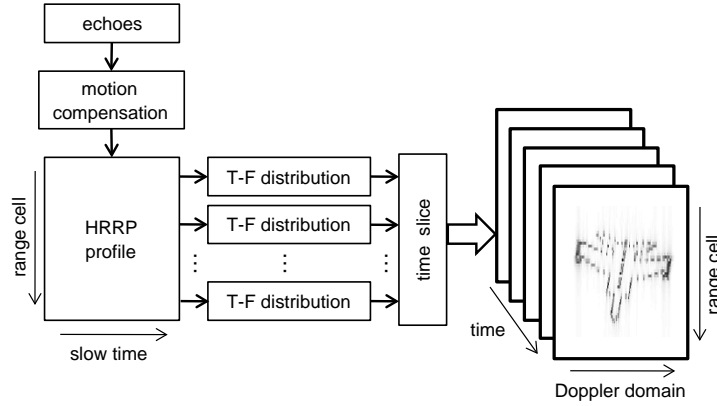 echoes
motion
compensation
range cell
HRRP
profile
slow time
T-F distribution
T-F distribution
T-F distribution
time slice
time
range cell
Doppler domain